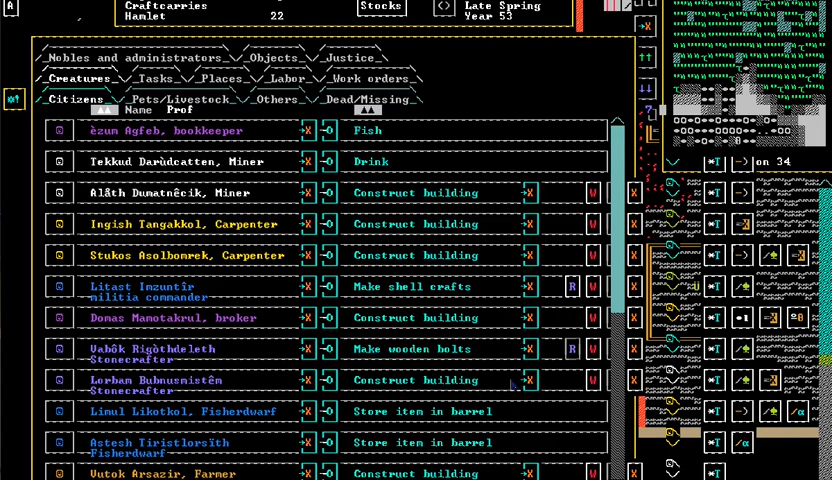 A Craftcarries Stocks <> Late Spring
Hamlet 22 Year 53
Nobles and administrators Objects Justice
Creatures Tasks Places Labor Work orders
Citizens Pets/Livestock Others Dead/Missing
Name Prof
èzum Agfeb, bookkeeper Fish
Tekkud Darùdcatten, Miner Drink
on 34
Alâth Dumatnêcik, Miner Construct building W
Ingish Tangakkol, Carpenter Construct building W
Stukos Asolbomrek, Carpenter Construct building W
Litast Imzuntîr Make shell crafts R W
militia commander
Domas Mamotakrul, broker Construct building W
Vabôk Rigòthdeleth Make wooden bolts R W
Stonecrafter
Lorbam Bubnusmistêm Construct building W
Stonecrafter
Limul Likotkol, Fisherdwarf Store item in barrel
Astesh Tiristlorsîth Store item in barrel
Fisherdwarf
Vutok Arsazir, Farmer Construct building W